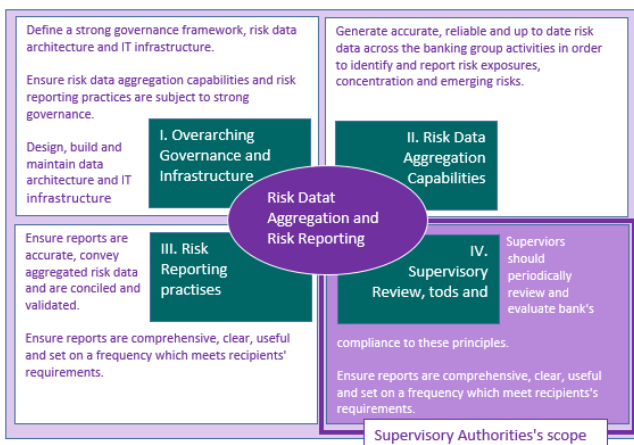 Define a strong governance framework, risk data
architecture and IT infrastructure.
Ensure risk data aggregation capabilities and risk
reporting practices are subject to strong
governance.
Design, build and
maintain data
architecture and IT
infrastructure
I. Overarching
Governance and
Infrastructure
Generate accurate, reliable and up to date risk
data across the banking group activities in order
to identify and report risk exposures,
concentration and emerging risks.
II. Risk Data
Aggregation
Capabilities
Risk Datat
Aggregation and
Risk Reporting
Ensure reports are
accurate, convey
aggregated risk data
and are conciled and
validated.
III. Risk
Reporting
practises
Ensure reports are comprehensive, clear, useful
and set on a frequency which meets recipients'
requirements.
IV.
Supervisory
Review, tods and
Superviors
should
periodically
review and
evaluate bank's
compliance to these principles.
Ensure reports are comprehensive, clear, useful
and set on a frequency which meet recipients's
requirements.
Supervisory Authorities's scope